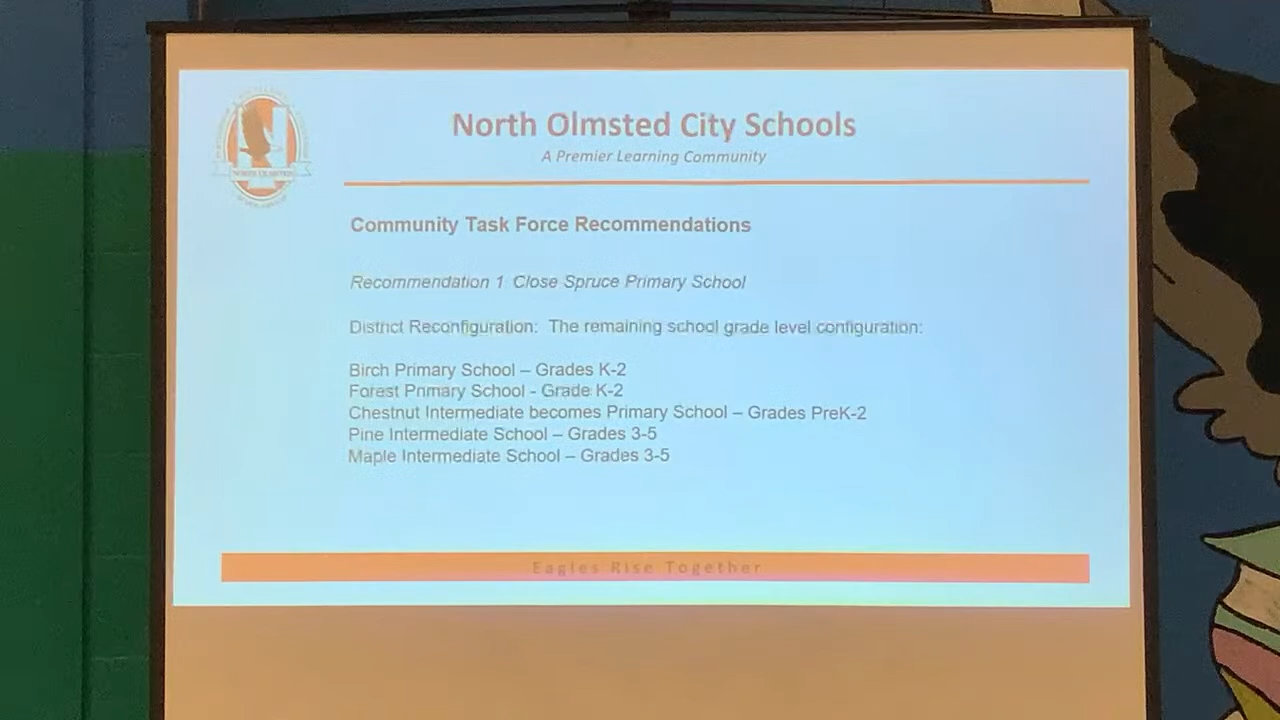 North Olmsted City Schools
A Premier Learning Community
NORTH OLMSTED
Community Task Force Recommendations
Recommendation 1 Close Spruce Primary School
District Reconfiguration: The remaining school grade level configuration:
Birch Primary School – Grades K-2
Forest Primary School - Grade K-2
Chestnut Intermediate becomes Primary School – Grades PreK-2
Pine Intermediate School – Grades 3-5
Maple Intermediate School – Grades 3-5
Eagles Rise Together